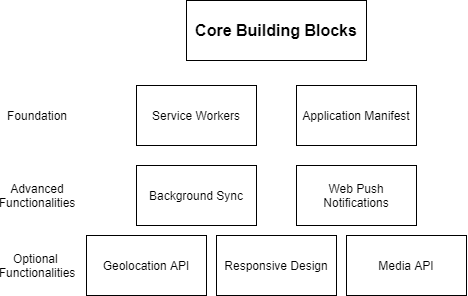 Core Building Blocks
Foundation
Service Workers
Application Manifest
Advanced
Functionalities
Background Sync
Web Push
Notifications
Optional
Functionalities
Geolocation API
Responsive Design
Media API